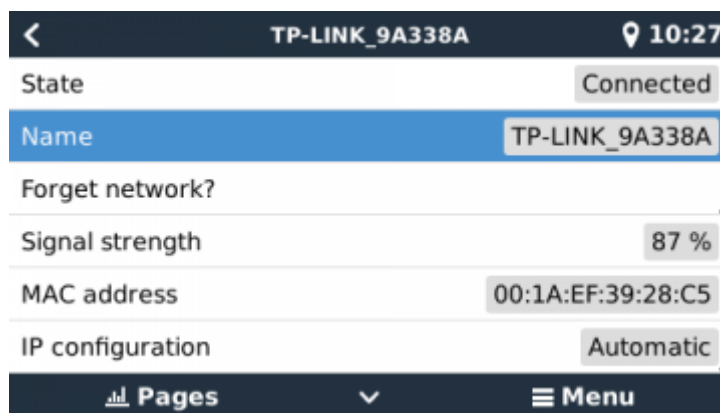 TP-LINK_9A338A 10:27
State Connected
Name TP-LINK_9A338A
Forget network?
Signal strength 87 %
MAC address 00:1A:EF:39:28:C5
IP configuration Automatic
Pages Menu